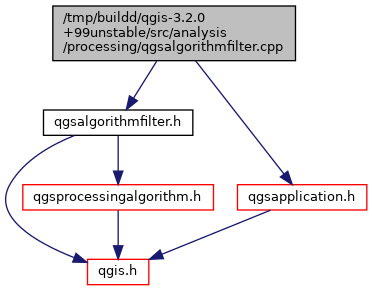 /tmp/buildd/qgis-3.2.0
+99unstable/src/analysis
/processing/qgsalgorithmfilter.cpp
qgsalgorithmfilter.h
qgsprocessingalgorithm.h
qgsapplication.h
qgis.h